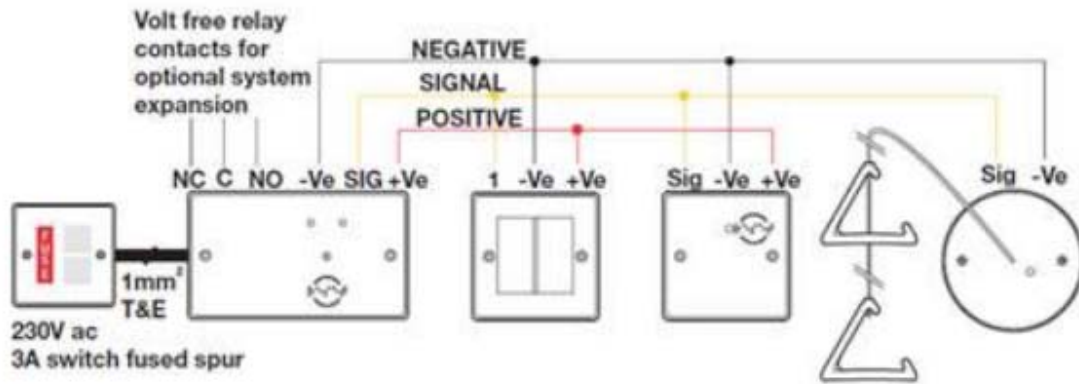 Volt free relay
contacts for
optional system
expansion
NEGATIVE
SIGNAL
POSITIVE
NC C NO -Ve SIG +Ve
1 -Ve +Ve
Sig -Ve +Ve
Sig -Ve
1mm²
T&E
230V ac
3A switch fused spur